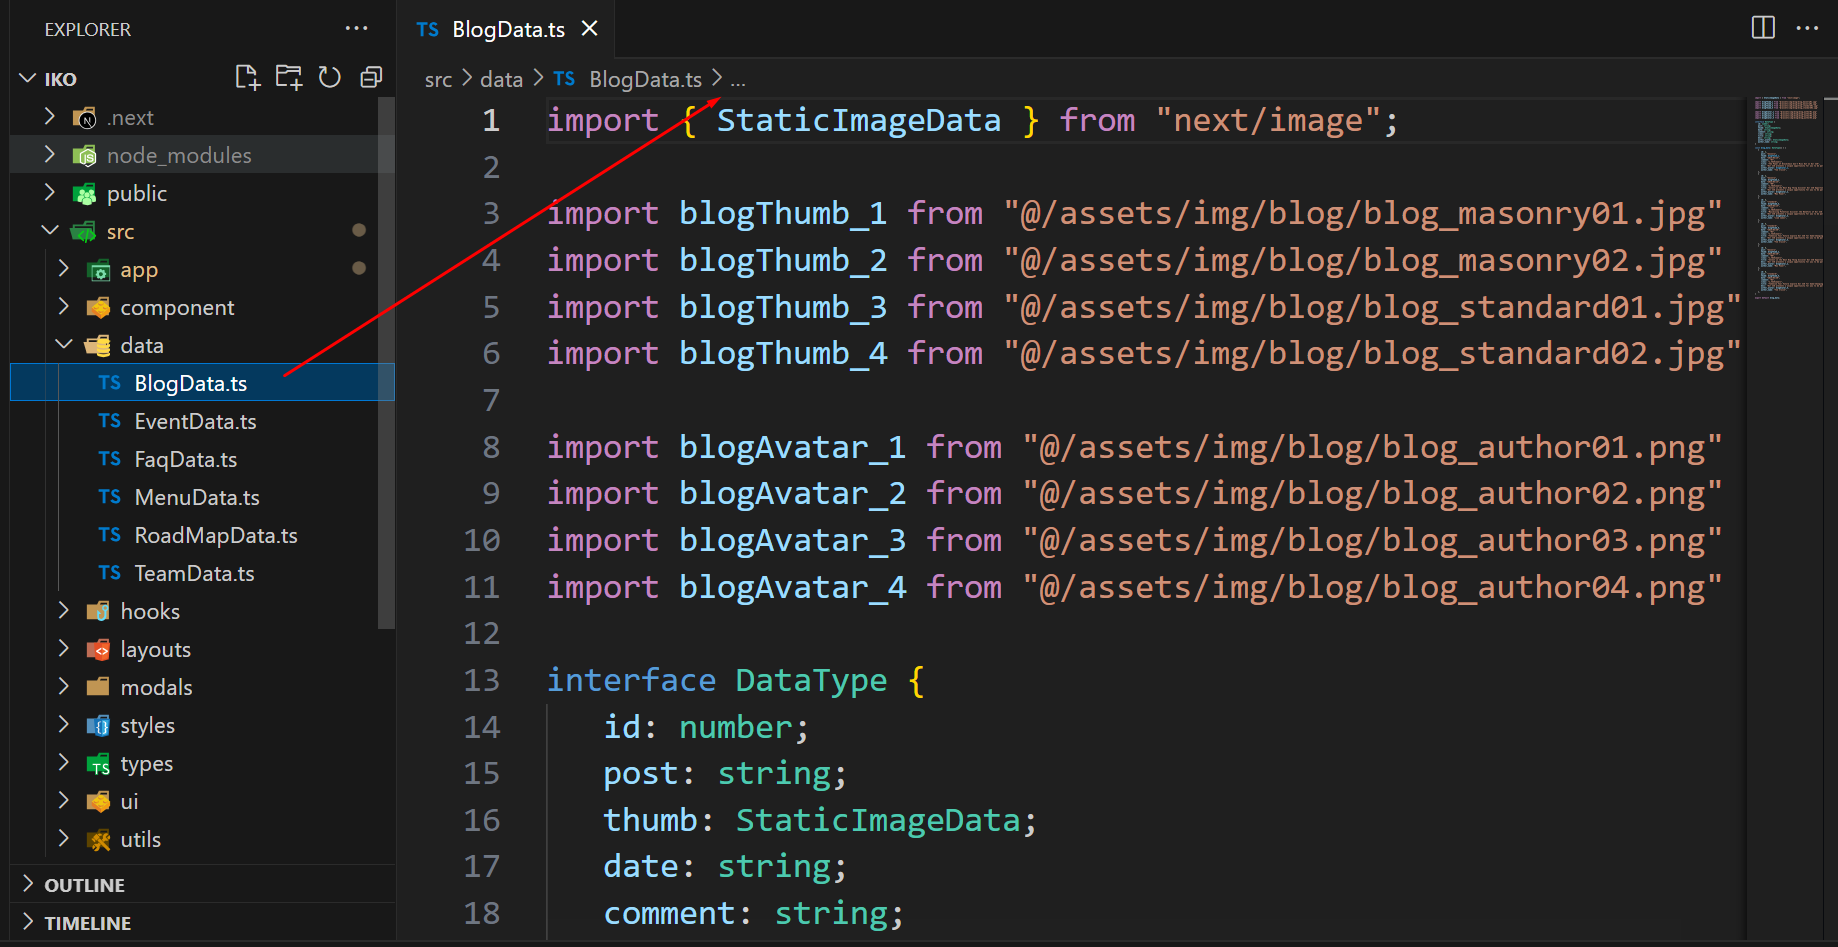 EXPLORER
IKO
.next
node_modules
public
src
app
component
data
TS BlogData.ts
TS EventData.ts
TS FaqData.ts
TS MenuData.ts
TS RoadMapData.ts
TS TeamData.ts
hooks
layouts
modals
styles
types
ui
utils
OUTLINE
TIMELINE
TS BlogData.ts
src > data > TS BlogData.ts > ...
1 import { StaticImageData } from "next/image";
2
3 import blogThumb_1 from "@/assets/img/blog/blog_masonry01.jpg"
4 import blogThumb_2 from "@/assets/img/blog/blog_masonry02.jpg"
5 import blogThumb_3 from "@/assets/img/blog/blog_standard01.jpg"
6 import blogThumb_4 from "@/assets/img/blog/blog_standard02.jpg"
7
8 import blogAvatar_1 from "@/assets/img/blog/blog_author01.png"
9 import blogAvatar_2 from "@/assets/img/blog/blog_author02.png"
10 import blogAvatar_3 from "@/assets/img/blog/blog_author03.png"
11 import blogAvatar_4 from "@/assets/img/blog/blog_author04.png"
12
13 interface DataType {
14 id: number;
15 post: string;
16 thumb: StaticImageData;
17 date: string;
18 comment: string;